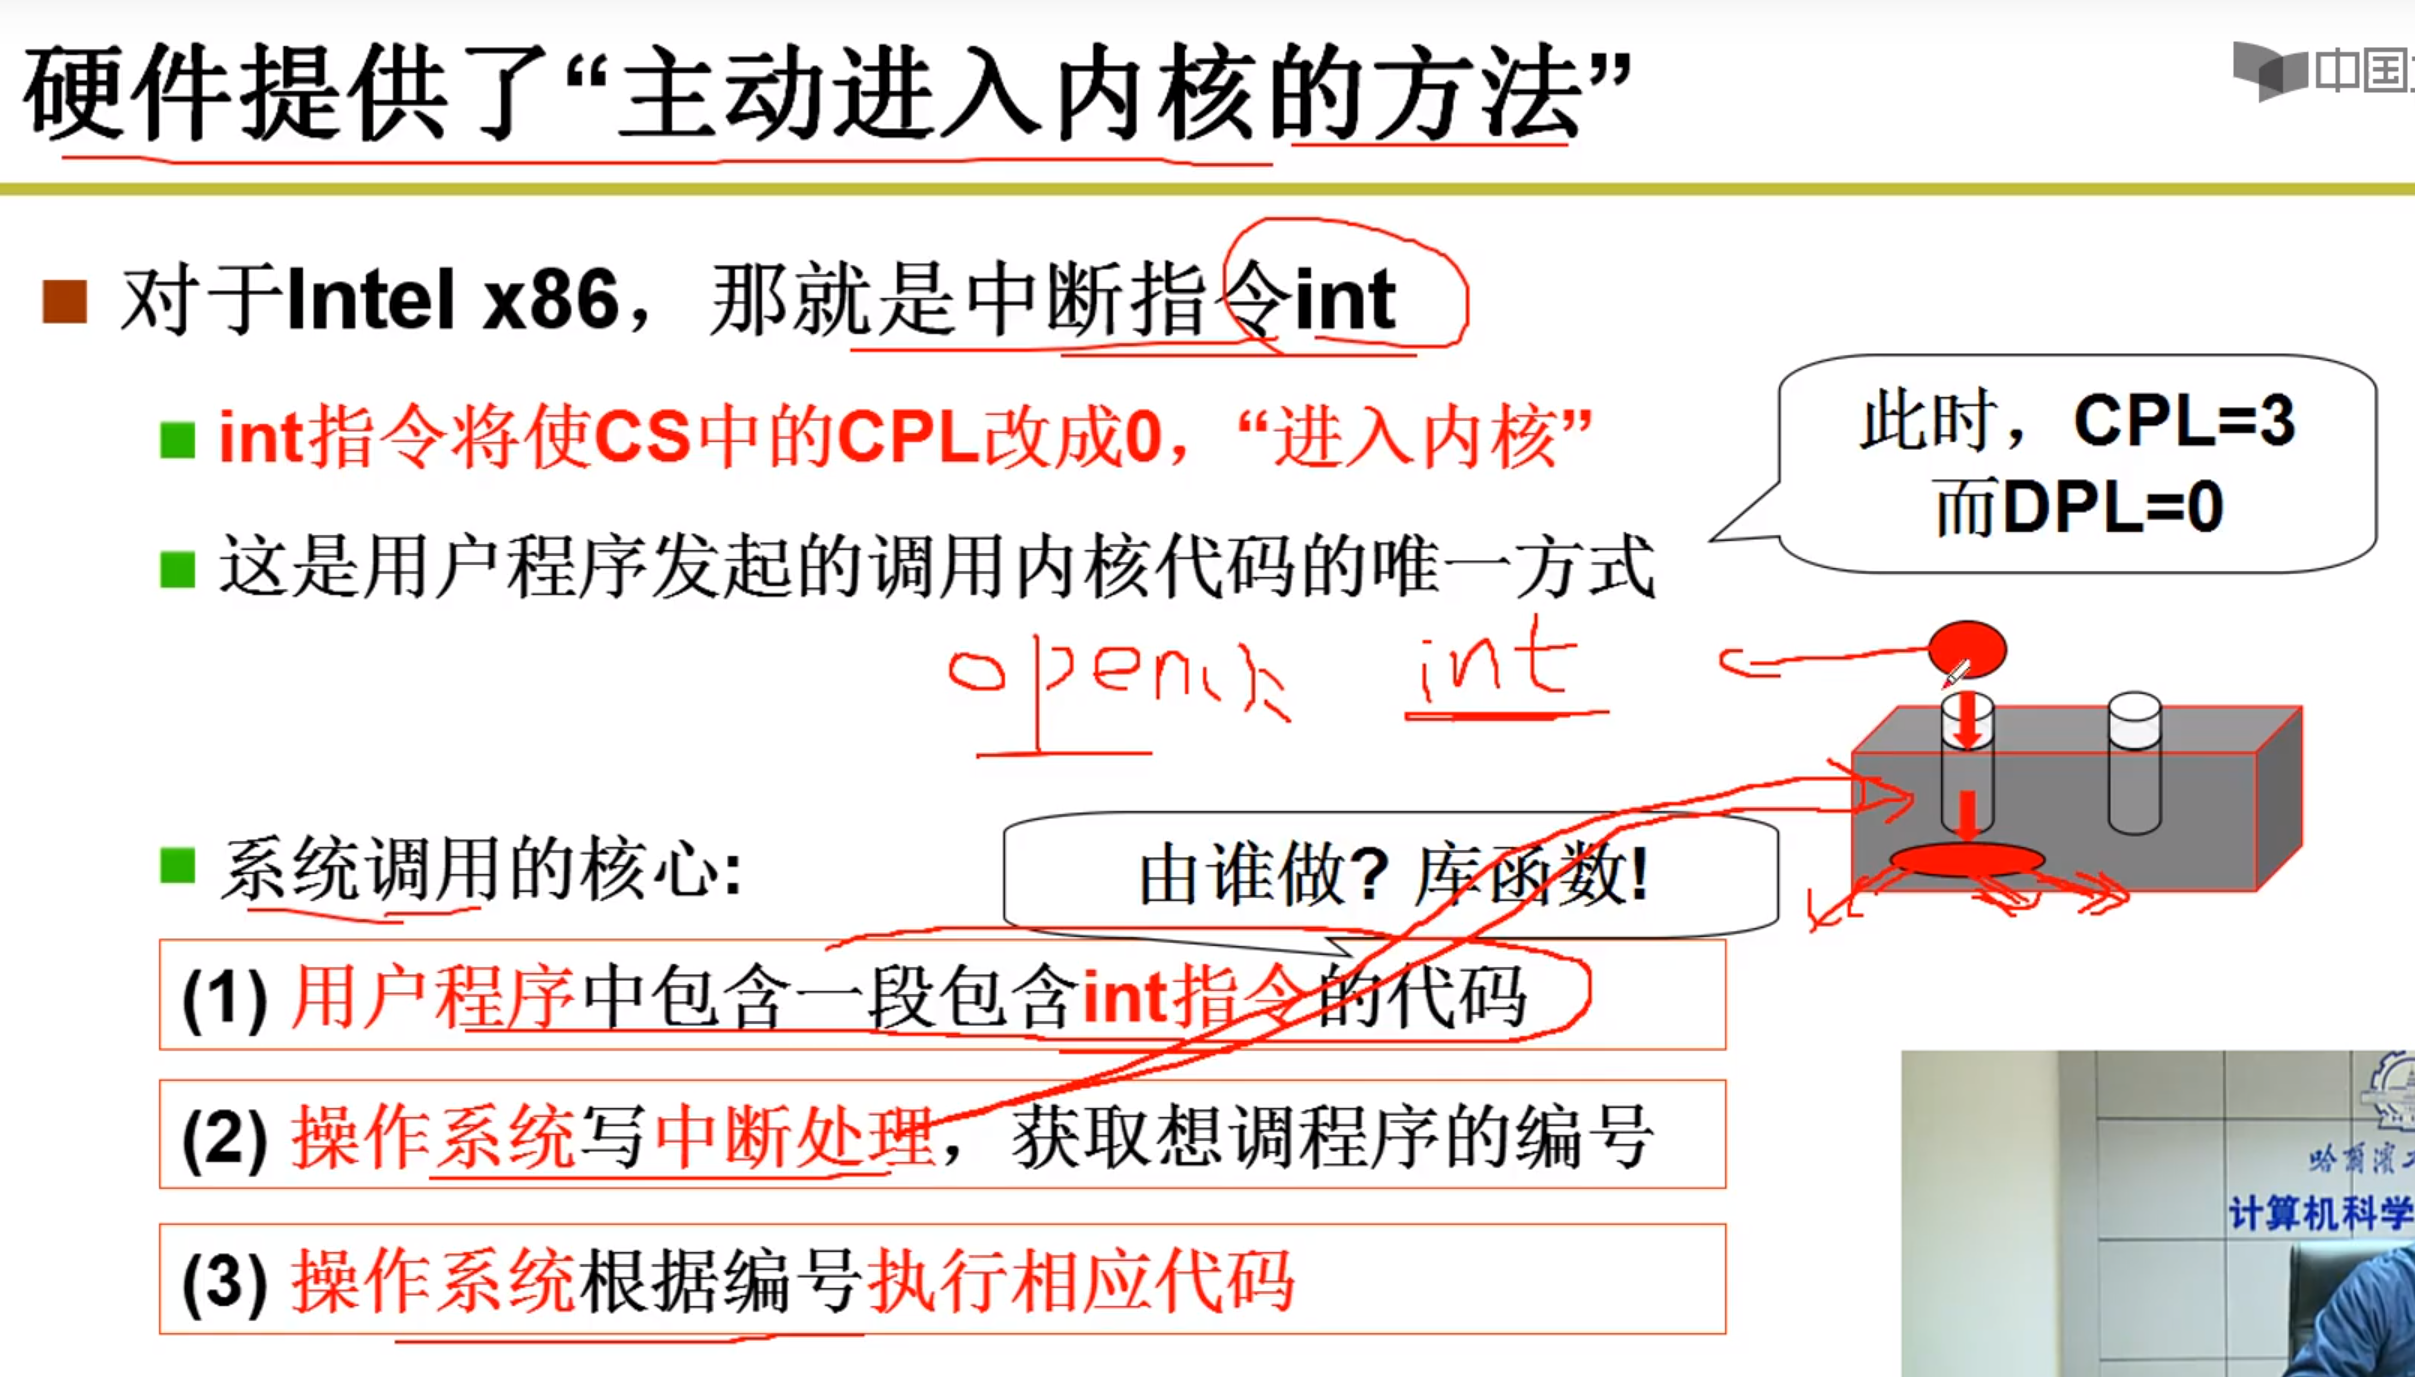 硬件提供了“主动进入内核的方法”
中国
对于Intel x86，那就是中断指令int
int指令将使CS中的CPL改成0，“进入内核”
此时，CPL=3
而DPL=0
这是用户程序发起的调用内核代码的唯一方式
open int
系统调用的核心:
由谁做? 库函数!
(1) 用户程序中包含一段包含int指令的代码
(2) 操作系统写中断处理，获取想调程序的编号
(3) 操作系统根据编号执行相应代码
哈爾濱
计算机科学